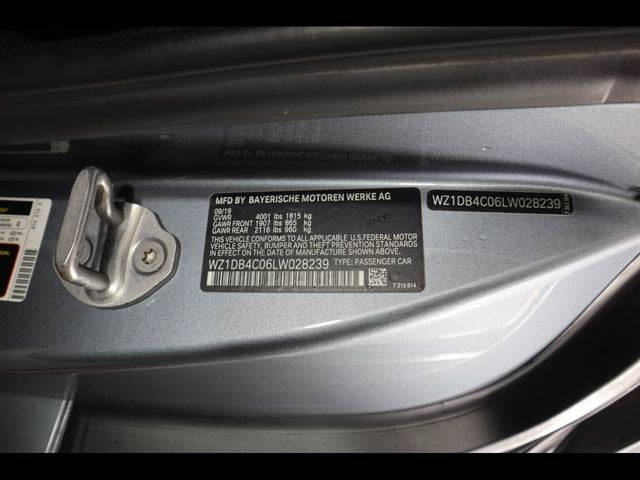 MFD BY BAYERISCHE MOTOREN WERKE AG
09/19
GVWR 4001 lbs 1815 kg
GAWR FRONT 1907 lbs 865 kg
GAWR REAR 2116 lbs 960 kg
THIS VEHICLE CONFORMS TO ALL APPLICABLE U.S.FEDERAL MOTOR
VEHICLE SAFETY, BUMPER AND THEFT PREVENTION STANDARDS
IN EFFECT ON THE DATE OF MANUFACTURE SHOWN ABOVE.
WZ1DB4C06LW028239 TYPE: PASSENGER CAR
7 315 814
WZ1DB4C06LW028239